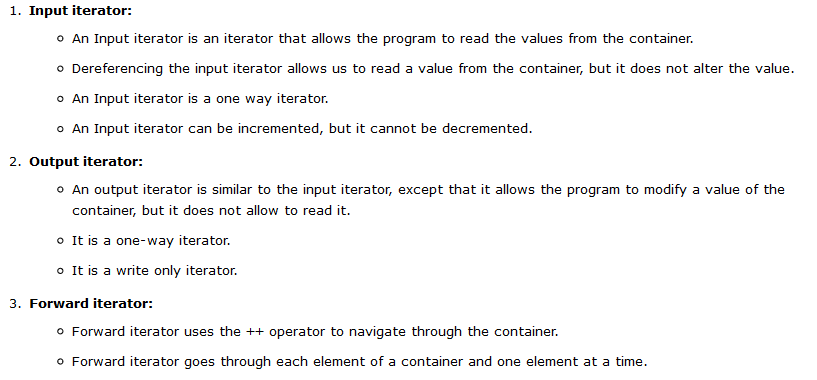 1. Input iterator:
○ An Input iterator is an iterator that allows the program to read the values from the container.
○ Dereferencing the input iterator allows us to read a value from the container, but it does not alter the value.
○ An Input iterator is a one way iterator.
○ An Input iterator can be incremented, but it cannot be decremented.
2. Output iterator:
○ An output iterator is similar to the input iterator, except that it allows the program to modify a value of the
container, but it does not allow to read it.
○ It is a one-way iterator.
○ It is a write only iterator.
3. Forward iterator:
○ Forward iterator uses the ++ operator to navigate through the container.
○ Forward iterator goes through each element of a container and one element at a time.